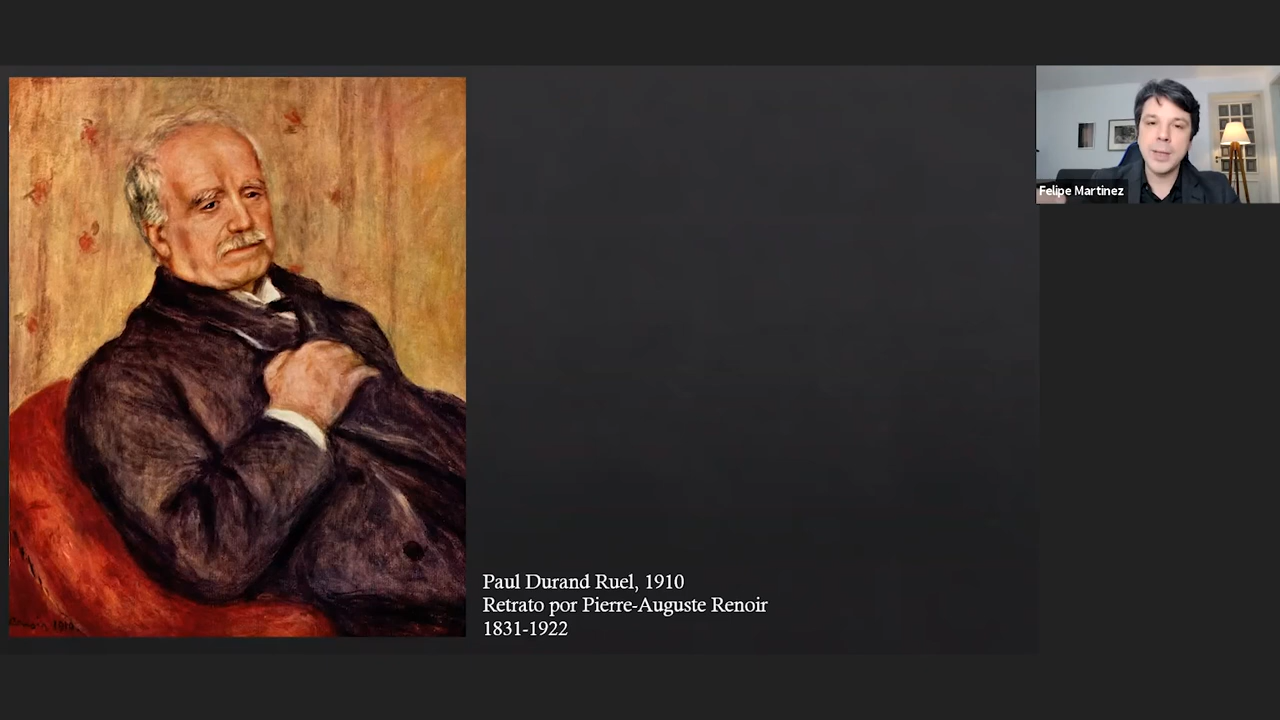 Felipe Martinez
Paul Durand Ruel, 1910
Retrato por Pierre-Auguste Renoir
1831-1922